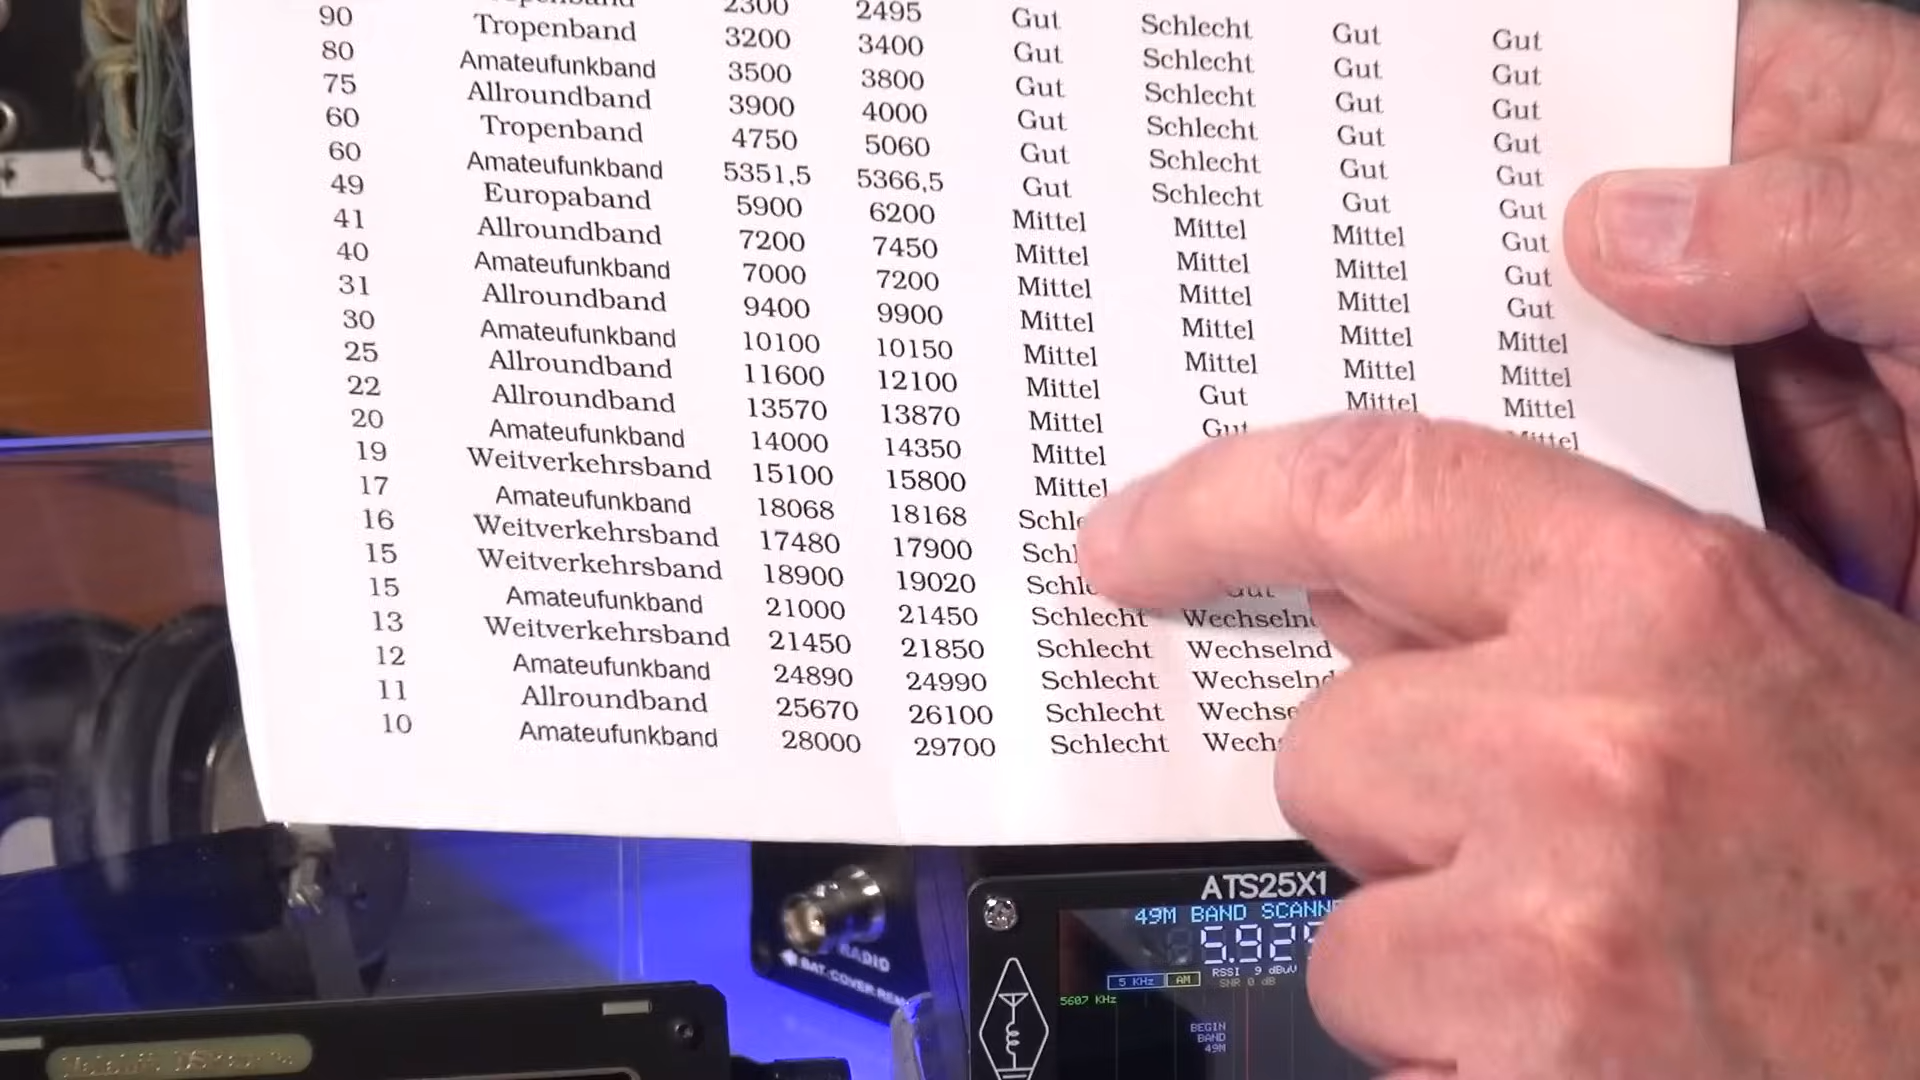 2300 2495 Gut Schlecht Gut Gut
90 Tropenband 3200 3400 Gut Schlecht Gut Gut
80 Amateufunkband 3500 3800 Gut Schlecht Gut Gut
75 Allroundband 3900 4000 Gut Schlecht Gut Gut
60 Tropenband 4750 5060 Gut Schlecht Gut Gut
60 Amateufunkband 5351,5 5366,5 Gut Schlecht Gut Gut
49 Europaband 5900 6200 Mittel Mittel Mittel Gut
41 Allroundband 7200 7450 Mittel Mittel Mittel Gut
40 Amateufunkband 7000 7200 Mittel Mittel Mittel Gut
31 Allroundband 9400 9900 Mittel Mittel Mittel Mittel
30 Amateufunkband 10100 10150 Mittel Mittel Mittel Mittel
25 Allroundband 11600 12100 Mittel Gut Mittel Mittel
22 Allroundband 13570 13870 Mittel Gut Mittel
20 Amateufunkband 14000 14350 Mittel
19 Weitverkehrsband 15100 15800 Mittel
17 Amateufunkband 18068 18168
16 Weitverkehrsband 17480 17900
15 Weitverkehrsband 18900 19020 Gut
15 Amateufunkband 21000 21450 Schlecht Wechselnd
13 Weitverkehrsband 21450 21850 Schlecht Wechselnd
12 Amateufunkband 24890 24990 Schlecht Wechselnd
11 Allroundband 25670 26100 Schlecht
10 Amateufunkband 28000 29700 Schlecht
ATS25X1
49M BAND
5.92
RSSI 9 dBuV
5 KHz AM SNR 0 dB
5607 KHz
BEGIN
BAND
49M
RADIO
BAT-COVER